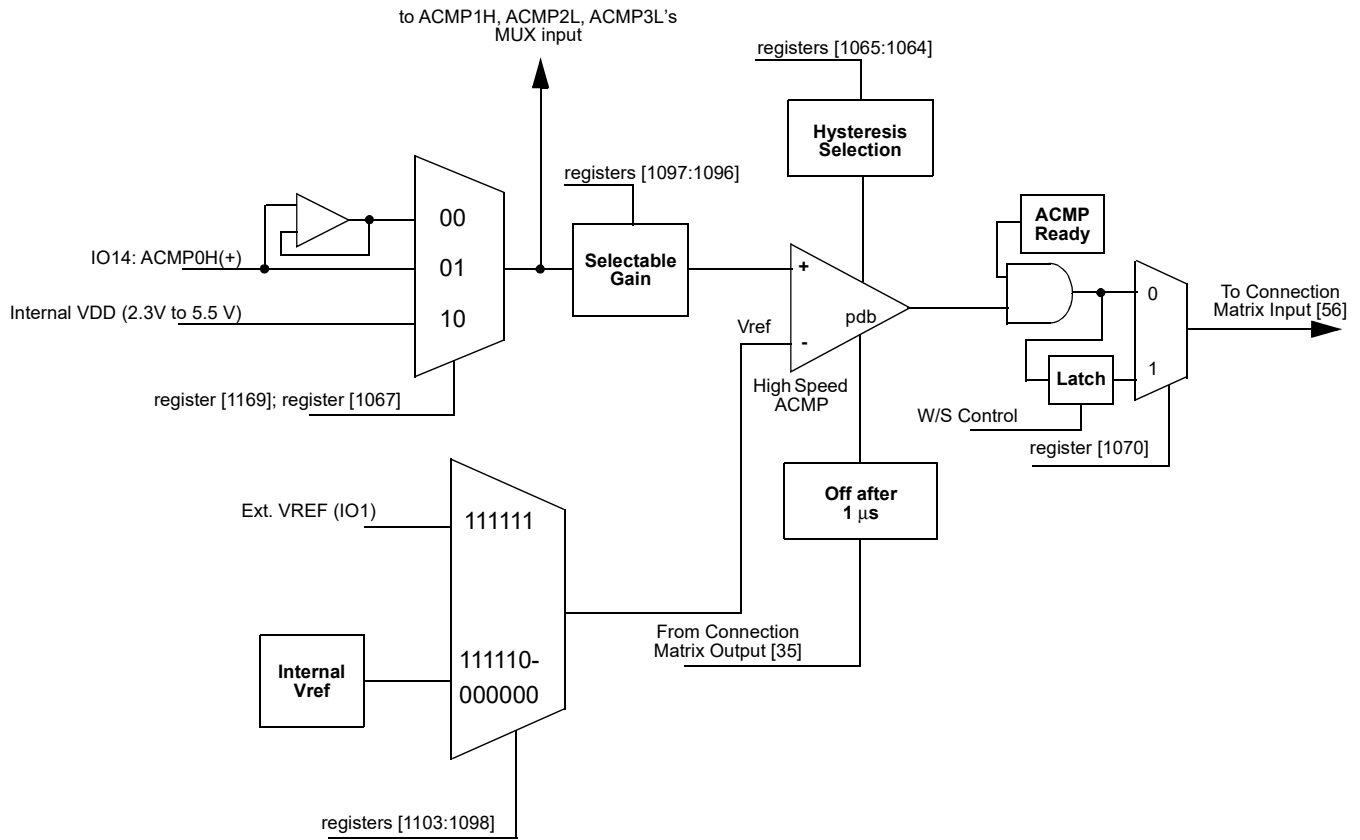 to ACMP1H, ACMP2L, ACMP3L's
MUX input
registers [1065:1064]
Hysteresis
Selection
registers [1097:1096]
ACMP
Ready
00
IO14: ACMP0H(+)
01
Selectable
Gain
+
0
To Connection
Matrix Input [56]
Internal VDD (2.3V to 5.5 V)
10
pdb
Vref
-
1
Latch
High Speed
ACMP
register [1169]; register [1067]
W/S Control
register [1070]
Off after
1 μs
Ext. VREF (IO1)
111111
From Connection
Matrix Output [35]
Internal
Vref
111110-
000000
registers [1103:1098]